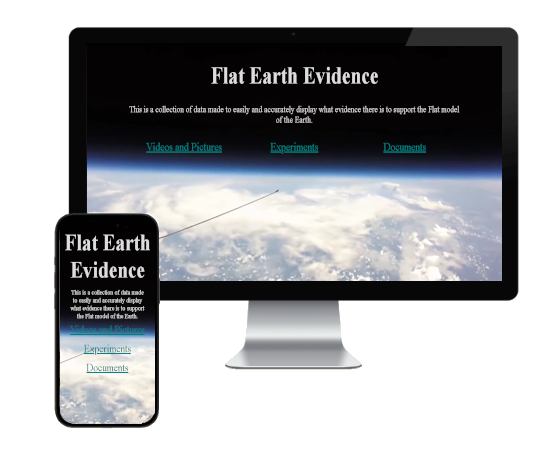 Flat Earth Evidence
This is a collection of data made to easily and accurately display what evidence there is to support the Flat model
of the Earth.
Videos and Pictures Experiments Documents
Flat Earth
Evidence
This is a collection of data made
to easily and accurately display
what evidence there is to support
the Flat model of the Earth.
Videos and Pictures
Experiments
Documents